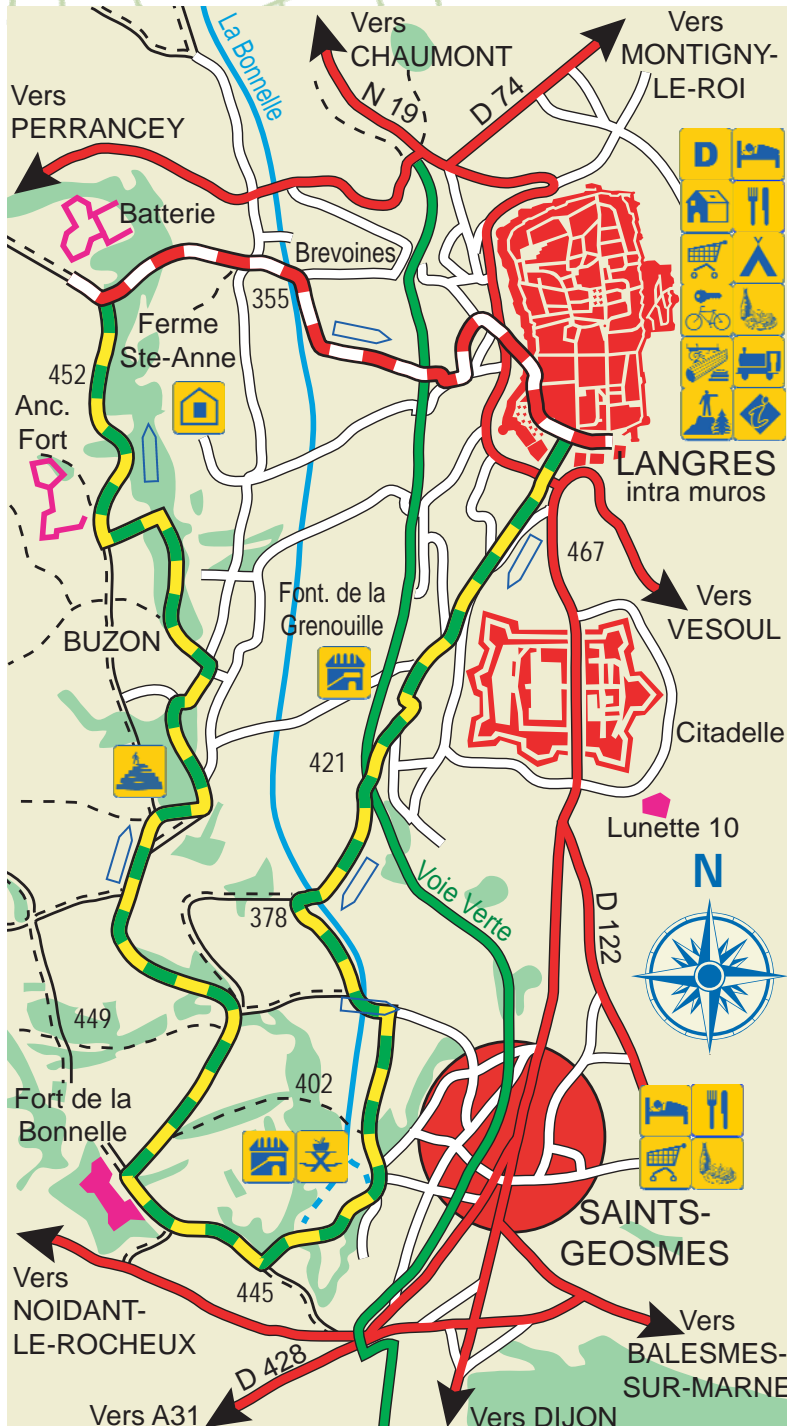 La Bonnelle
Vers
CHAUMONT
Vers
MONTIGNY-
LE-ROI
N 19
D 74
Vers
PERRANCEY
D
Batterie
Brevoines
355
Ferme
Ste-Anne
452
Anc.
Fort
LANGRES
intra muros
467
Font. de la
Grenouille
Vers
VESOUL
BUZON
Citadelle
421
Lunette 10
N
Voie Verte
378
D 122
449
402
Fort de la
Bonnelle
SAINTS-
GEOSMES
Vers
NOIDANT-
LE-ROCHEUX
445
Vers
BALESMES-
SUR-MARNE
D 428
Vers A31
Vers DIJON